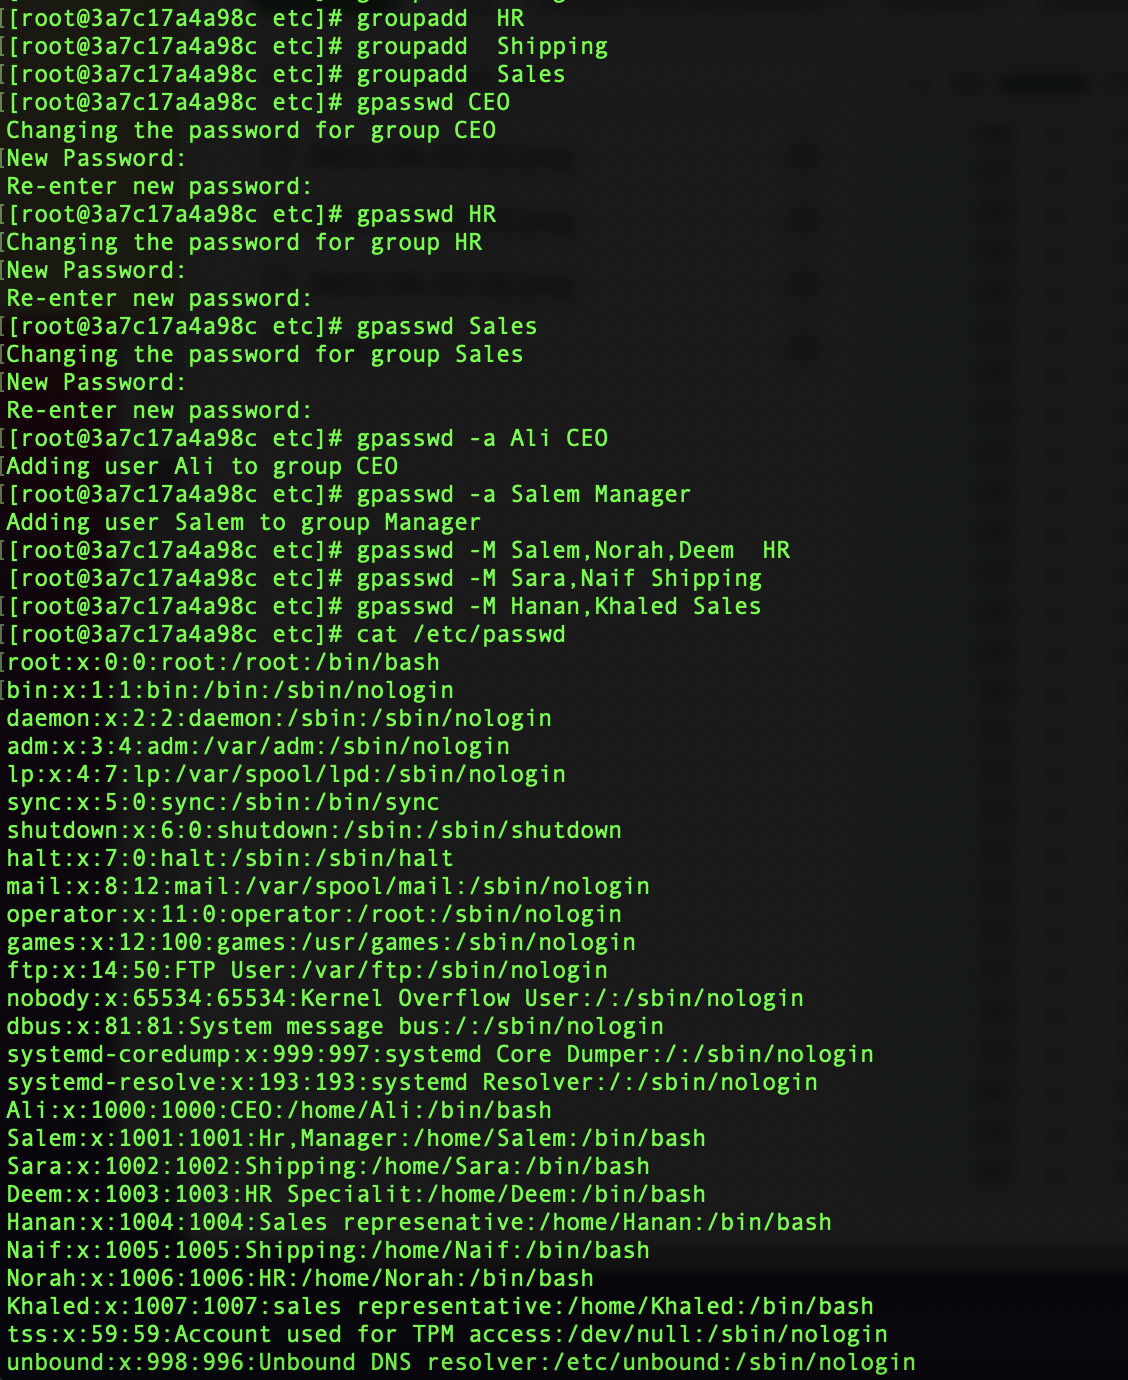 [[root@3a7c17a4a98c etc]# groupadd  HR
[[root@3a7c17a4a98c etc]# groupadd  Shipping
[[root@3a7c17a4a98c etc]# groupadd  Sales
[[root@3a7c17a4a98c etc]# gpasswd CEO
Changing the password for group CEO
[New Password:
Re-enter new password:
[[root@3a7c17a4a98c etc]# gpasswd HR
[Changing the password for group HR
[New Password:
Re-enter new password:
[[root@3a7c17a4a98c etc]# gpasswd Sales
[Changing the password for group Sales
[New Password:
Re-enter new password:
[[root@3a7c17a4a98c etc]# gpasswd -a Ali CEO
[Adding user Ali to group CEO
[[root@3a7c17a4a98c etc]# gpasswd -a Salem Manager
Adding user Salem to group Manager
[[root@3a7c17a4a98c etc]# gpasswd -M Salem,Norah,Deem  HR
[root@3a7c17a4a98c etc]# gpasswd -M Sara,Naif Shipping
[[root@3a7c17a4a98c etc]# gpasswd -M Hanan,Khaled Sales
[[root@3a7c17a4a98c etc]# cat /etc/passwd
[root:x:0:0:root:/root:/bin/bash
[bin:x:1:1:bin:/bin:/sbin/nologin
daemon:x:2:2:daemon:/sbin:/sbin/nologin
adm:x:3:4:adm:/var/adm:/sbin/nologin
lp:x:4:7:lp:/var/spool/lpd:/sbin/nologin
sync:x:5:0:sync:/sbin:/bin/sync
shutdown:x:6:0:shutdown:/sbin:/sbin/shutdown
halt:x:7:0:halt:/sbin:/sbin/halt
mail:x:8:12:mail:/var/spool/mail:/sbin/nologin
operator:x:11:0:operator:/root:/sbin/nologin
games:x:12:100:games:/usr/games:/sbin/nologin
ftp:x:14:50:FTP User:/var/ftp:/sbin/nologin
nobody:x:65534:65534:Kernel Overflow User:/:/sbin/nologin
dbus:x:81:81:System message bus:/:/sbin/nologin
systemd-coredump:x:999:997:systemd Core Dumper:/:/sbin/nologin
systemd-resolve:x:193:193:systemd Resolver:/:/sbin/nologin
Ali:x:1000:1000:CEO:/home/Ali:/bin/bash
Salem:x:1001:1001:Hr,Manager:/home/Salem:/bin/bash
Sara:x:1002:1002:Shipping:/home/Sara:/bin/bash
Deem:x:1003:1003:HR Specialit:/home/Deem:/bin/bash
Hanan:x:1004:1004:Sales represenative:/home/Hanan:/bin/bash
Naif:x:1005:1005:Shipping:/home/Naif:/bin/bash
Norah:x:1006:1006:HR:/home/Norah:/bin/bash
Khaled:x:1007:1007:sales representative:/home/Khaled:/bin/bash
tss:x:59:59:Account used for TPM access:/dev/null:/sbin/nologin
unbound:x:998:996:Unbound DNS resolver:/etc/unbound:/sbin/nologin